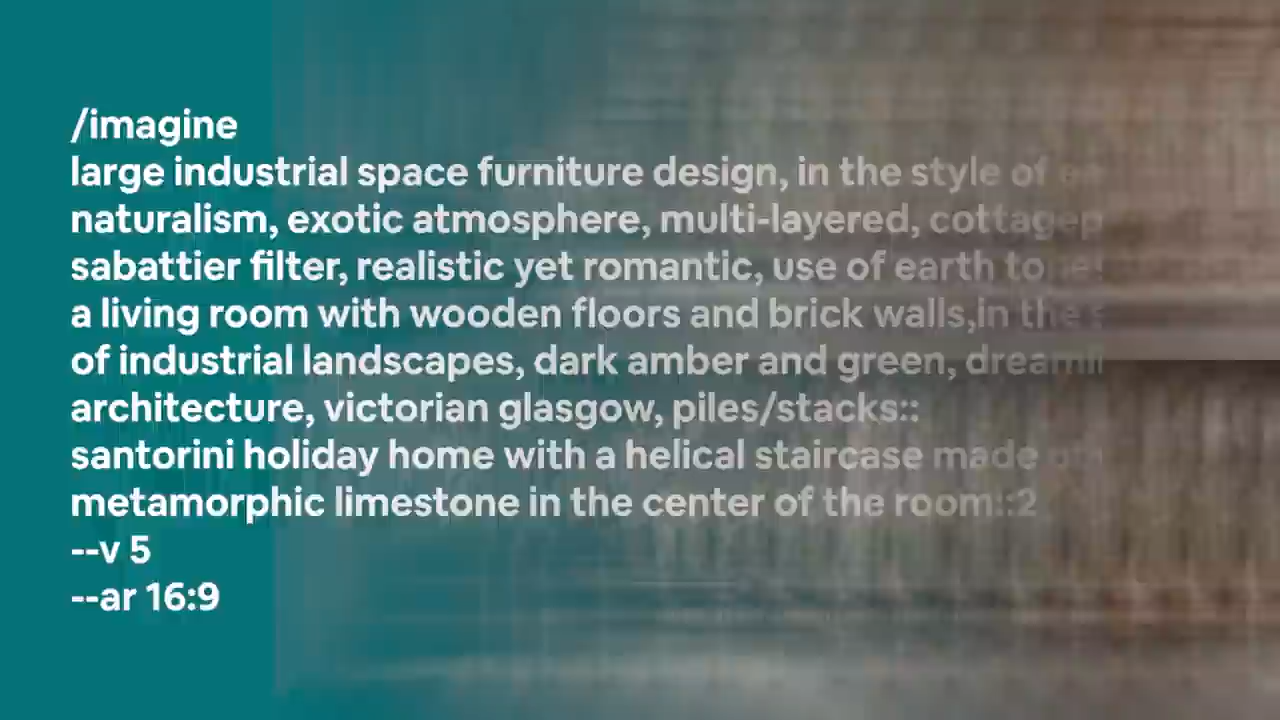 /imagine
large industrial space furniture design, in the style of
naturalism, exotic atmosphere, multi-layered,
sabattier filter, realistic yet romantic, use of earth
a living room with wooden floors and brick walls,in the
of industrial landscapes, dark amber and green,
architecture, victorian glasgow, piles/stacks::
santorini holiday home with a helical staircase made of
metamorphic limestone in the center of the room::2
--v 5
--ar 16:9